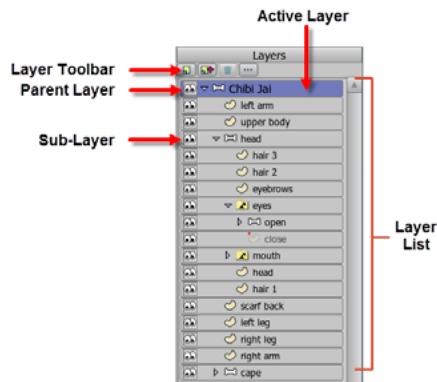 Active Layer
Layers
Layer Toolbar
Parent Layer
Chibi Jai
left arm
upper body
Sub-Layer
head
hair 3
hair 2
eyebrows
eyes
open
Layer
List
close
mouth
head
hair 1
scarf back
left leg
right leg
right arm
cape